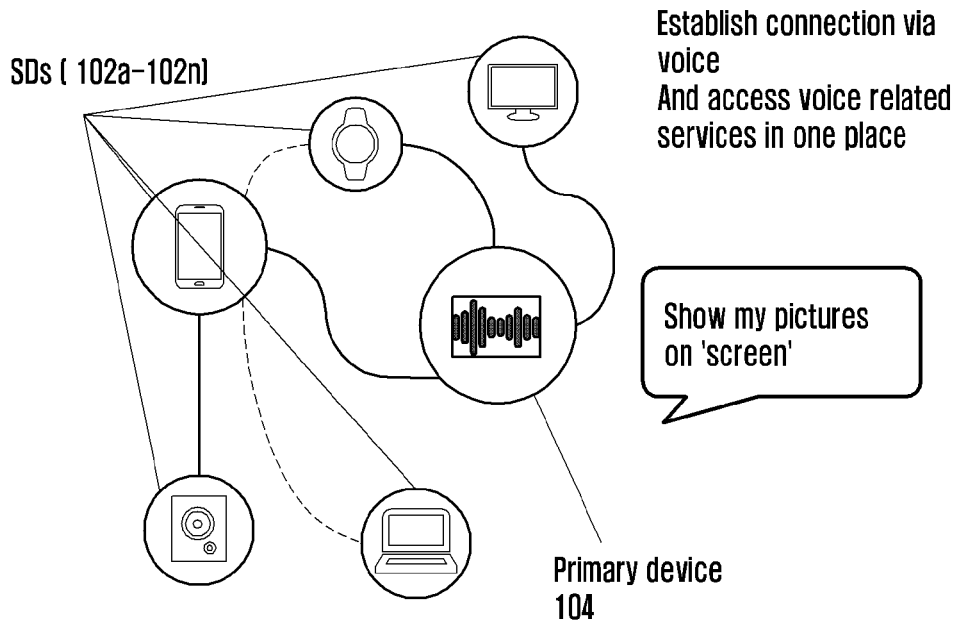 Establish connection via
voice
And access voice related
services in one place
SDs ( 102a-102n)
Show my pictures
on 'screen'
Primary device
104